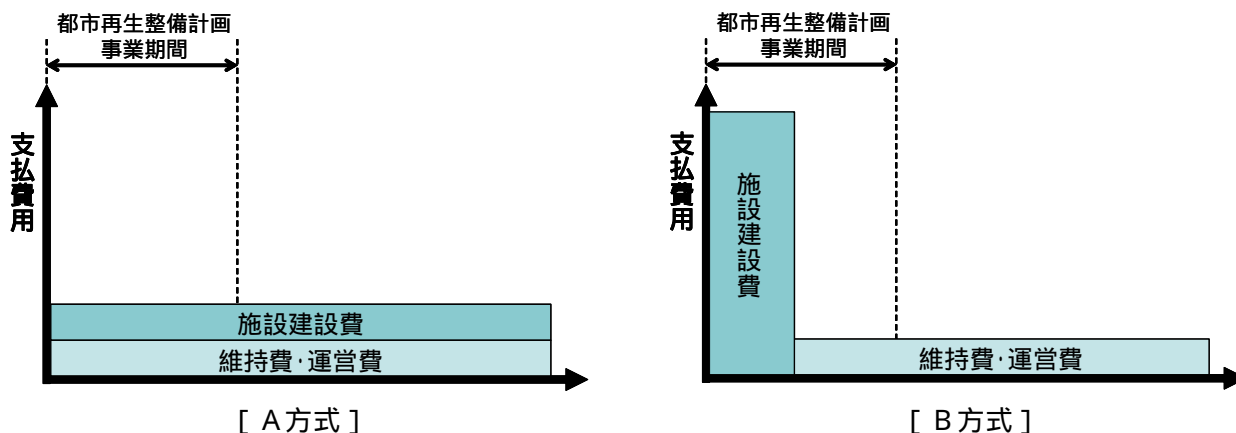 都市再生整備計画
事業期間
支払費用
施設建設費
維持費・運営費
[ A方式 ]
都市再生整備計画
事業期間
支払費用
施設建設費
維持費・運営費
[ B方式 ]